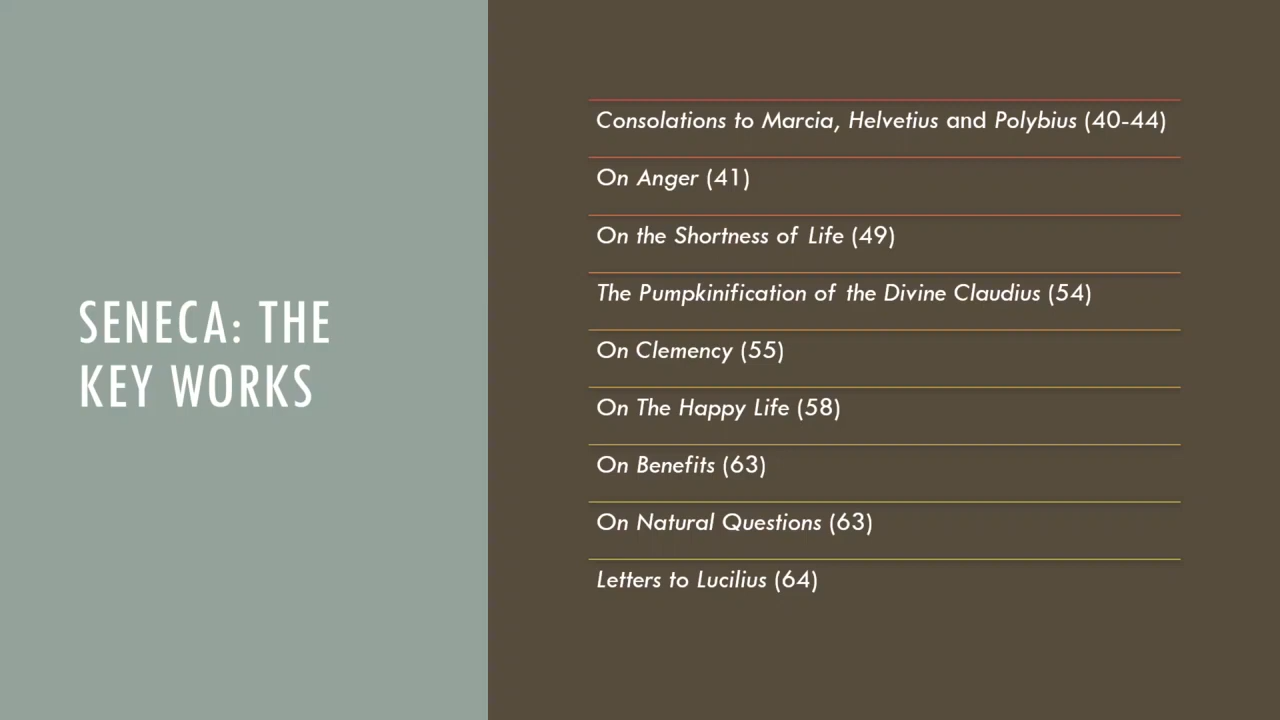 SENECA: THE
KEY WORKS
Consolations to Marcia, Helvetius and Polybius (40-44)
On Anger (41)
On the Shortness of Life (49)
The Pumpkinification of the Divine Claudius (54)
On Clemency (55)
On The Happy Life (58)
On Benefits (63)
On Natural Questions (63)
Letters to Lucilius (64)